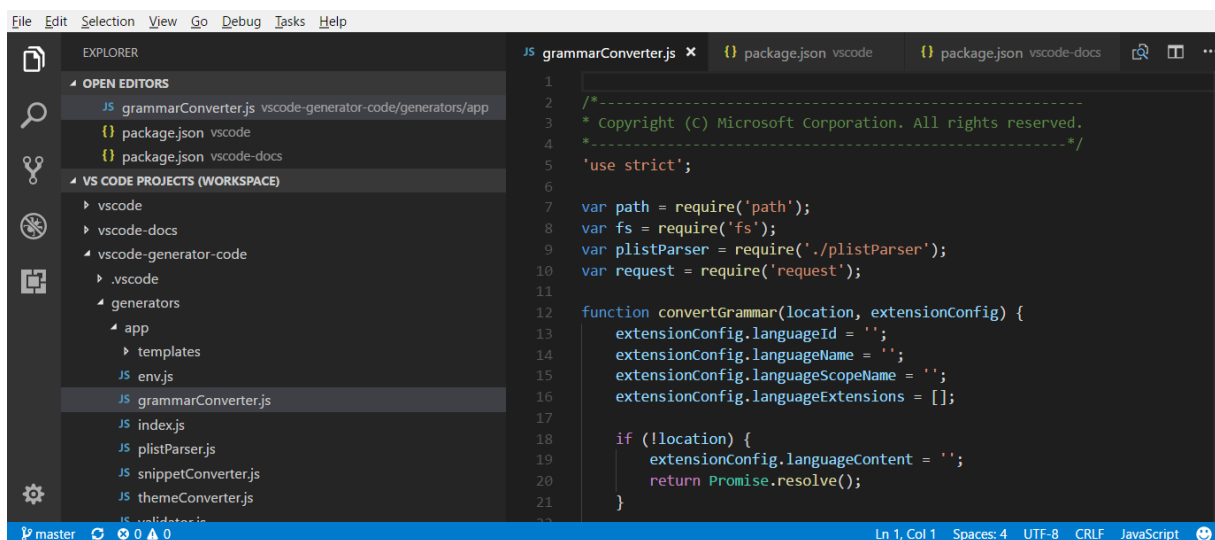 File Edit Selection View Go Debug Tasks Help
EXPLORER
OPEN EDITORS
JS grammarConverter.js vscode-generator-code/generators/app
{} package.json vscode
{} package.json vscode-docs
VS CODE PROJECTS (WORKSPACE)
vscode
vscode-docs
vscode-generator-code
.vscode
generators
app
templates
JS env.js
JS grammarConverter.js
JS index.js
JS plistParser.js
JS snippetConverter.js
JS themeConverter.js
JS validator.js
JS grammarConverter.js × {} package.json vscode {} package.json vscode-docs ...
1
2 /*---------------------------------------------------------
3 * Copyright (C) Microsoft Corporation. All rights reserved.
4 *--------------------------------------------------------*/
5 'use strict';
6
7 var path = require('path');
8 var fs = require('fs');
9 var plistParser = require('./plistParser');
10 var request = require('request');
11
12 function convertGrammar(location, extensionConfig) {
13 extensionConfig.languageId = '';
14 extensionConfig.languageName = '';
15 extensionConfig.languageScopeName = '';
16 extensionConfig.languageExtensions = [];
17
18 if (!location) {
19 extensionConfig.languageContent = '';
20 return Promise.resolve();
21 }
22
master 0 0 Ln 1, Col 1 Spaces: 4 UTF-8 CRLF JavaScript